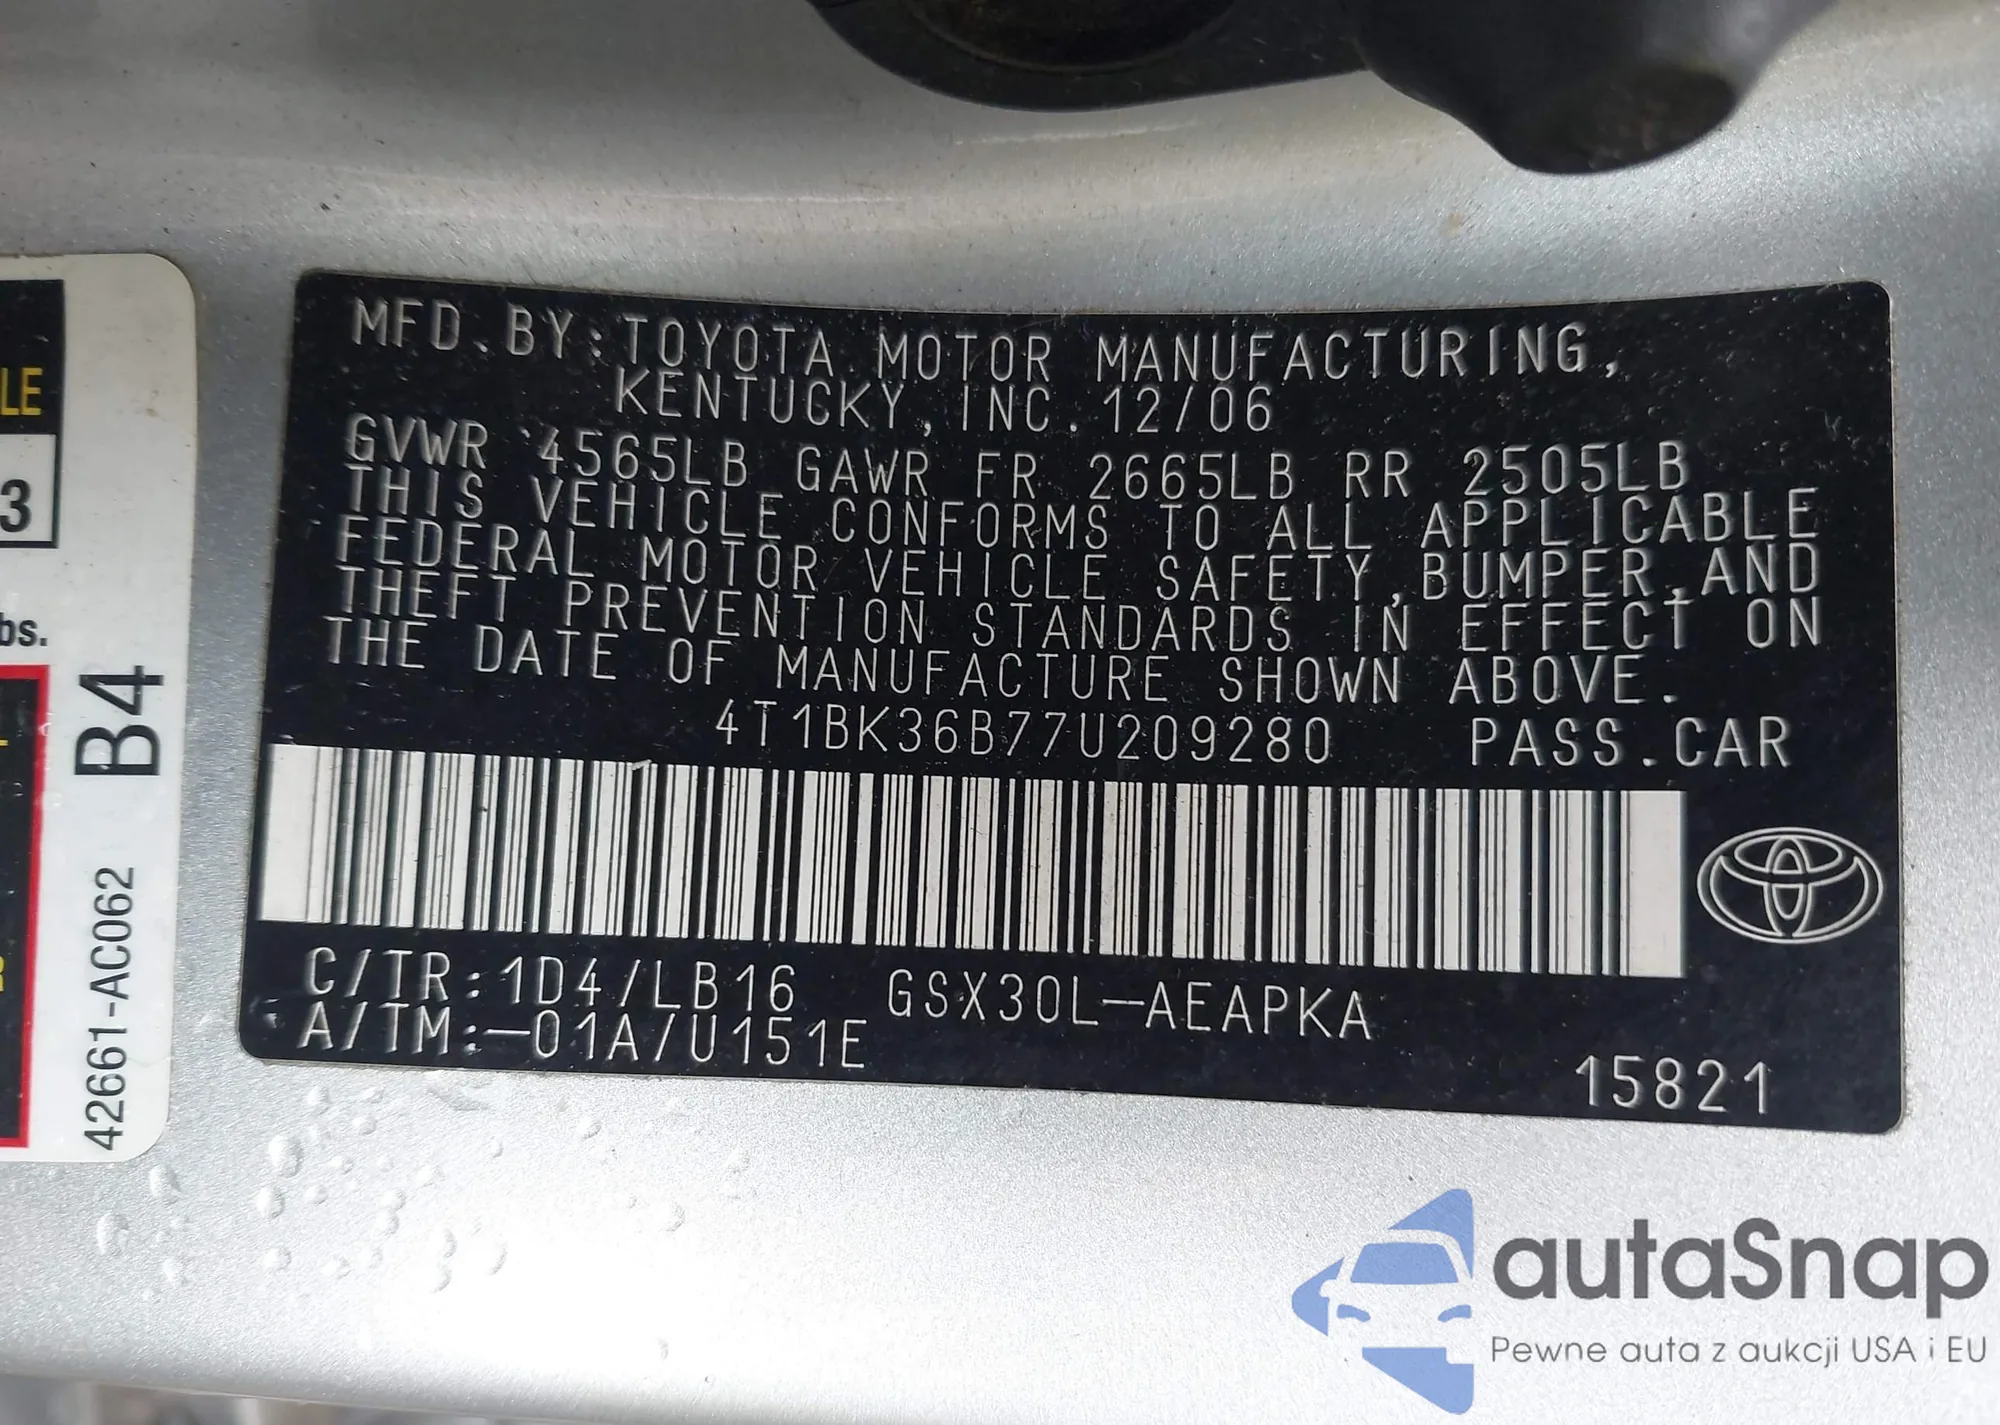 MFD.BY:TOYOTA MOTOR MANUFACTURING,
KENTUCKY, INC. 12/06
GVWR 4565LB GAWR FR 2665LB RR 2505LB
THIS VEHICLE CONFORMS TO ALL APPLICABLE
FEDERAL MOTOR VEHICLE SAFETY,BUMPER,AND
THEFT PREVENTION STANDARDS IN EFFECT ON
THE DATE OF MANUFACTURE SHOWN ABOVE.
4T1BK36B77U209280 PASS.CAR
C/TR:1D4/LB16 GSX30L-AEAPKA
A/TM:-01A/U151E
15821
LE
3
bs.
B4
42661-AC062
autaSnap
Pewne auta z aukcji USA i EU